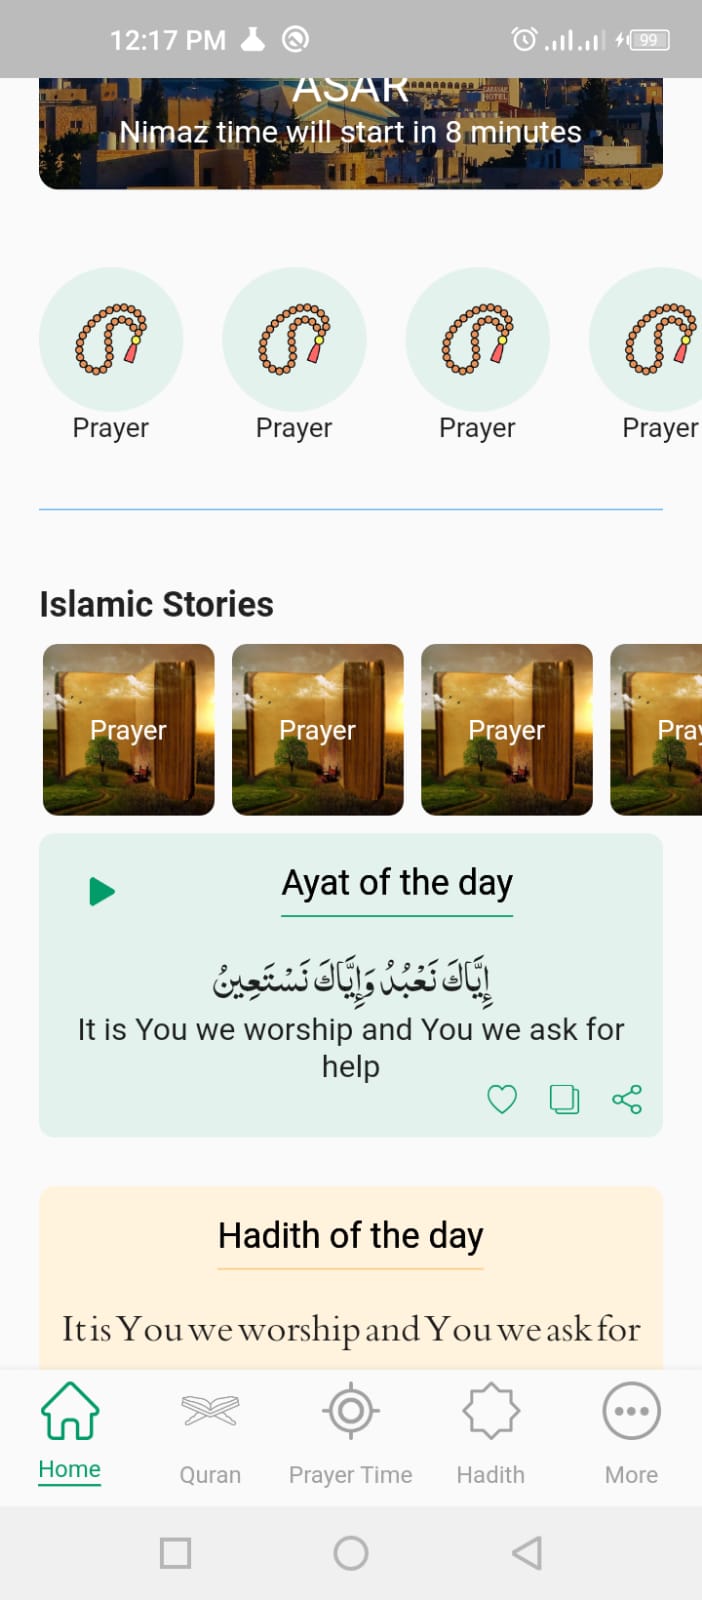 12:17 PM
99
ASAR
Nimaz time will start in 8 minutes
Prayer
Prayer
Prayer
Prayer
Islamic Stories
Prayer
Prayer
Prayer
Pray
Ayat of the day
إِيَّاكَ نَعْبُدُ وَإِيَّاكَ نَسْتَعِينُ
It is You we worship and You we ask for
help
Hadith of the day
It is You we worship and You we ask for
Home
Quran
Prayer Time
Hadith
More